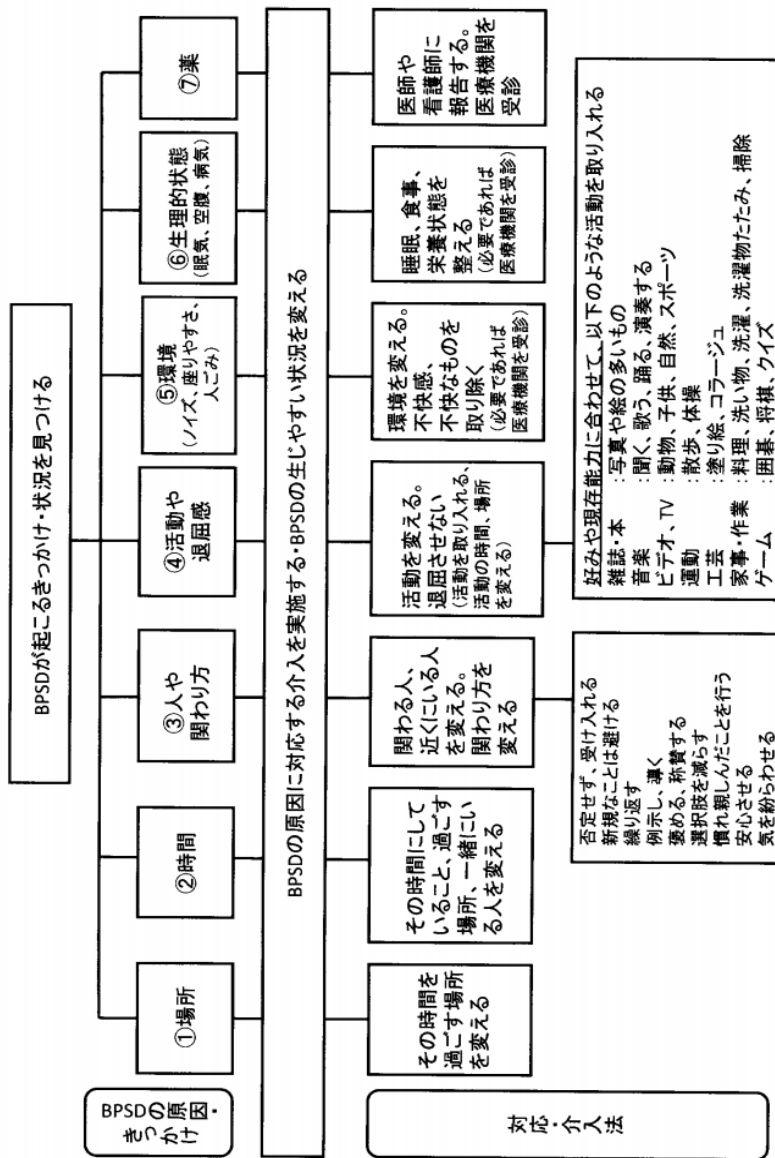 BPSDが起こるきっかけ・状況を見つける
BPSDの原因・
きっかけ
①場所
②時間
③人や
関わり方
④活動や
退屈感
⑤環境
(ノイズ、座りやすさ、
人ごみ)
⑥生理的状態
(眠気、空腹、病気)
⑦薬
BPSDの原因に対応する介入を実施する・BPSDの生じやすい状況を変える
対応・介入法
その時間を
過ごす場所
を変える
その時間にして
いること、過ごす
場所、一緒にい
る人を変える
関わる人、
近くにいる人
を変える。
関わり方を
変える
活動を変える。
退屈させない
(活動を取り入れる、
活動の時間、場所
を変える)
環境を変える。
不快感、
不快なものを
取り除く
(必要であれば
医療機関を受診)
睡眠、食事、
栄養状態を
整える
(必要であれば
医療機関を受診)
医師や
看護師に
報告する。
医療機関を
受診
否定せず、受け入れる
新規なことは避ける
繰り返す
例示し、導く
褒める、称賛する
選択肢を減らす
慣れ親しんだことを行う
安心させる
気を紛らわせる
好みや現存能力に合わせて、以下のような活動を取り入れる
雑誌・本 :写真や絵の多いもの
音楽 :聞く、歌う、踊る、演奏する
ビデオ、TV :動物、子供、自然、スポーツ
運動 :散歩、体操
工芸 :塗り絵、コラージュ
家事・作業 :料理、洗い物、洗濯、洗濯物たたみ、掃除
ゲーム :囲碁、将棋、クイズ